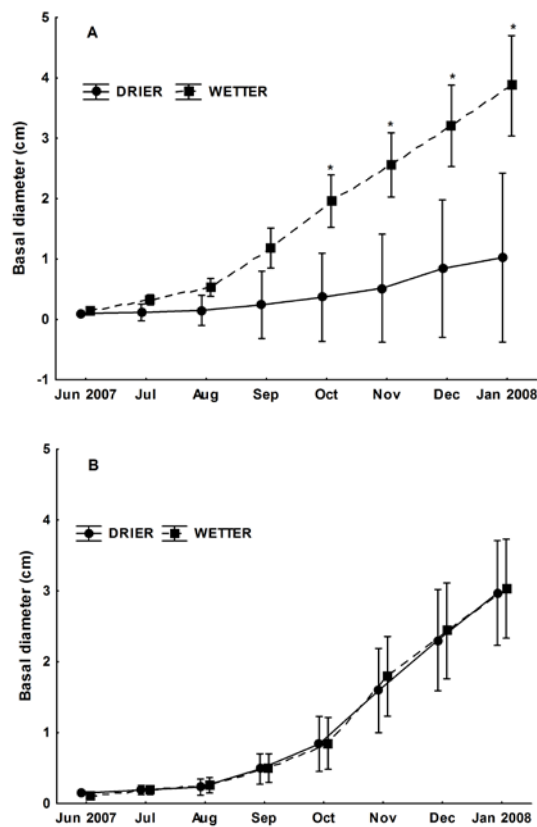 A
DRIER WETTER
Basal diameter (cm)
5
4
3
2
1
0
-1
* * * * 
Jun 2007 Jul Aug Sep Oct Nov Dec Jan 2008
B
DRIER WETTER
Basal diameter (cm)
5
4
3
2
1
0
Jun 2007 Jul Aug Sep Oct Nov Dec Jan 2008